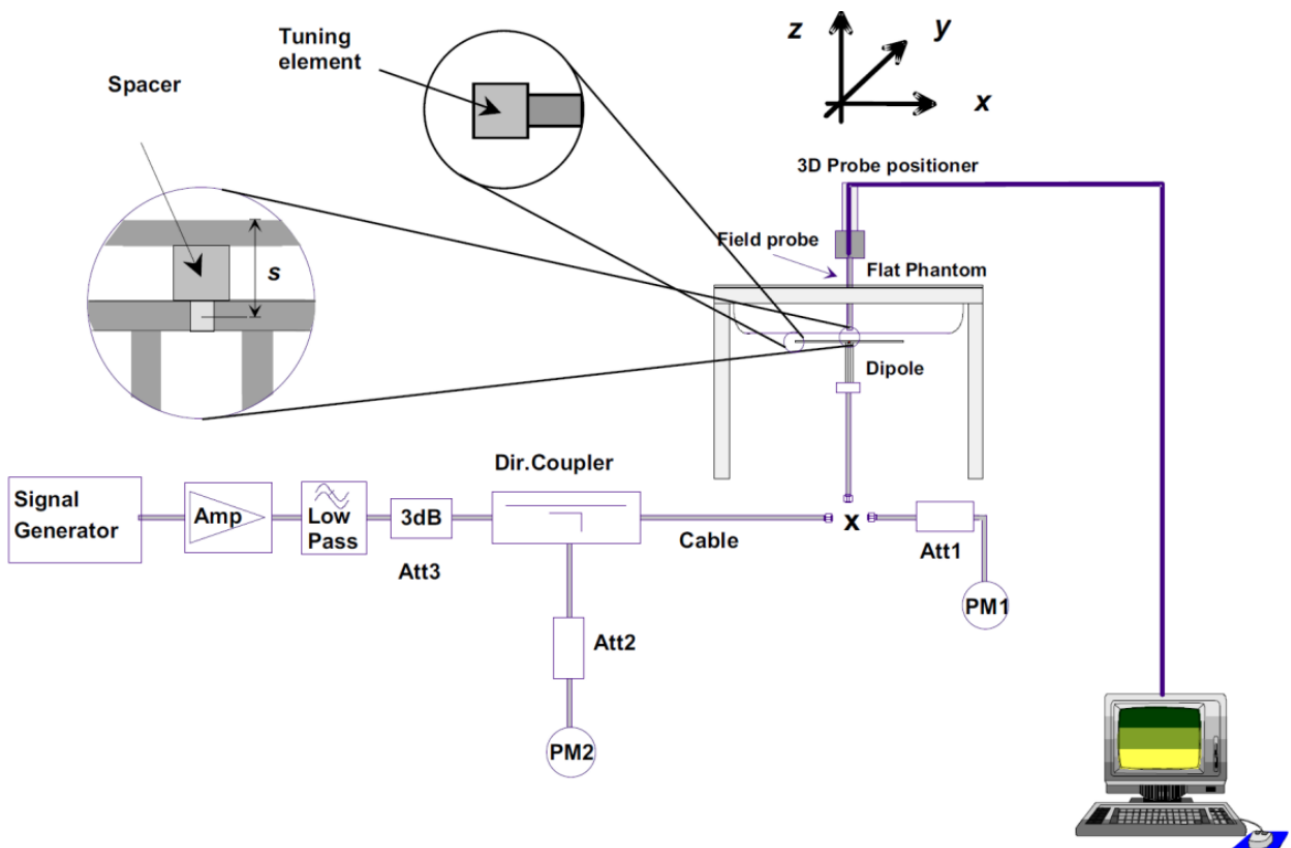 Tuning
element
Spacer
z
y
x
3D Probe positioner
Field probe
Flat Phantom
s
Dipole
Dir.Coupler
Signal
Generator
Amp
Low
Pass
3dB
Att3
Cable
x
Att1
PM1
Att2
PM2